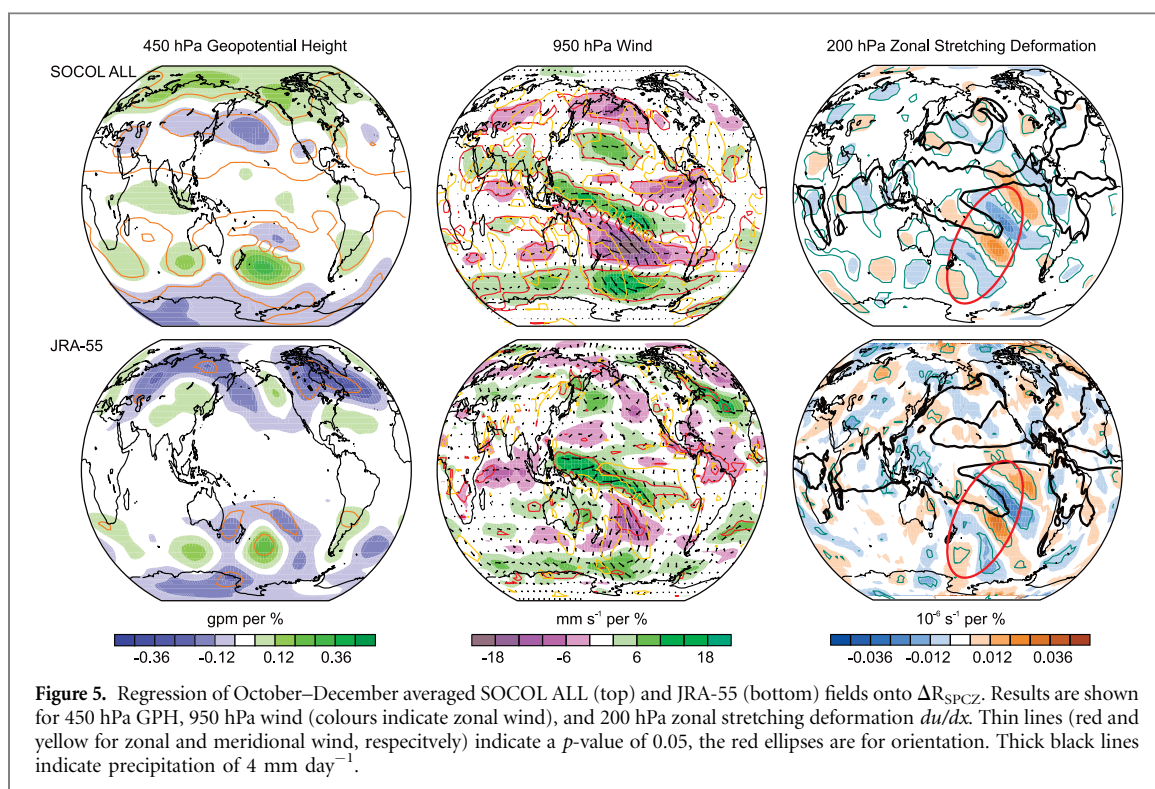 450 hPa Geopotential Height
950 hPa Wind
200 hPa Zonal Stretching Deformation
SOCOL ALL
JRA-55
gpm per %
-0.36 -0.12 0.12 0.36
mm s⁻¹ per %
-18 -6 6 18
10⁻⁶ s⁻¹ per %
-0.036 -0.012 0.012 0.036
Figure 5. Regression of October–December averaged SOCOL ALL (top) and JRA-55 (bottom) fields onto ΔR_SPCZ. Results are shown
for 450 hPa GPH, 950 hPa wind (colours indicate zonal wind), and 200 hPa zonal stretching deformation du/dx. Thin lines (red and
yellow for zonal and meridional wind, respecitvely) indicate a p-value of 0.05, the red ellipses are for orientation. Thick black lines
indicate precipitation of 4 mm day⁻¹.